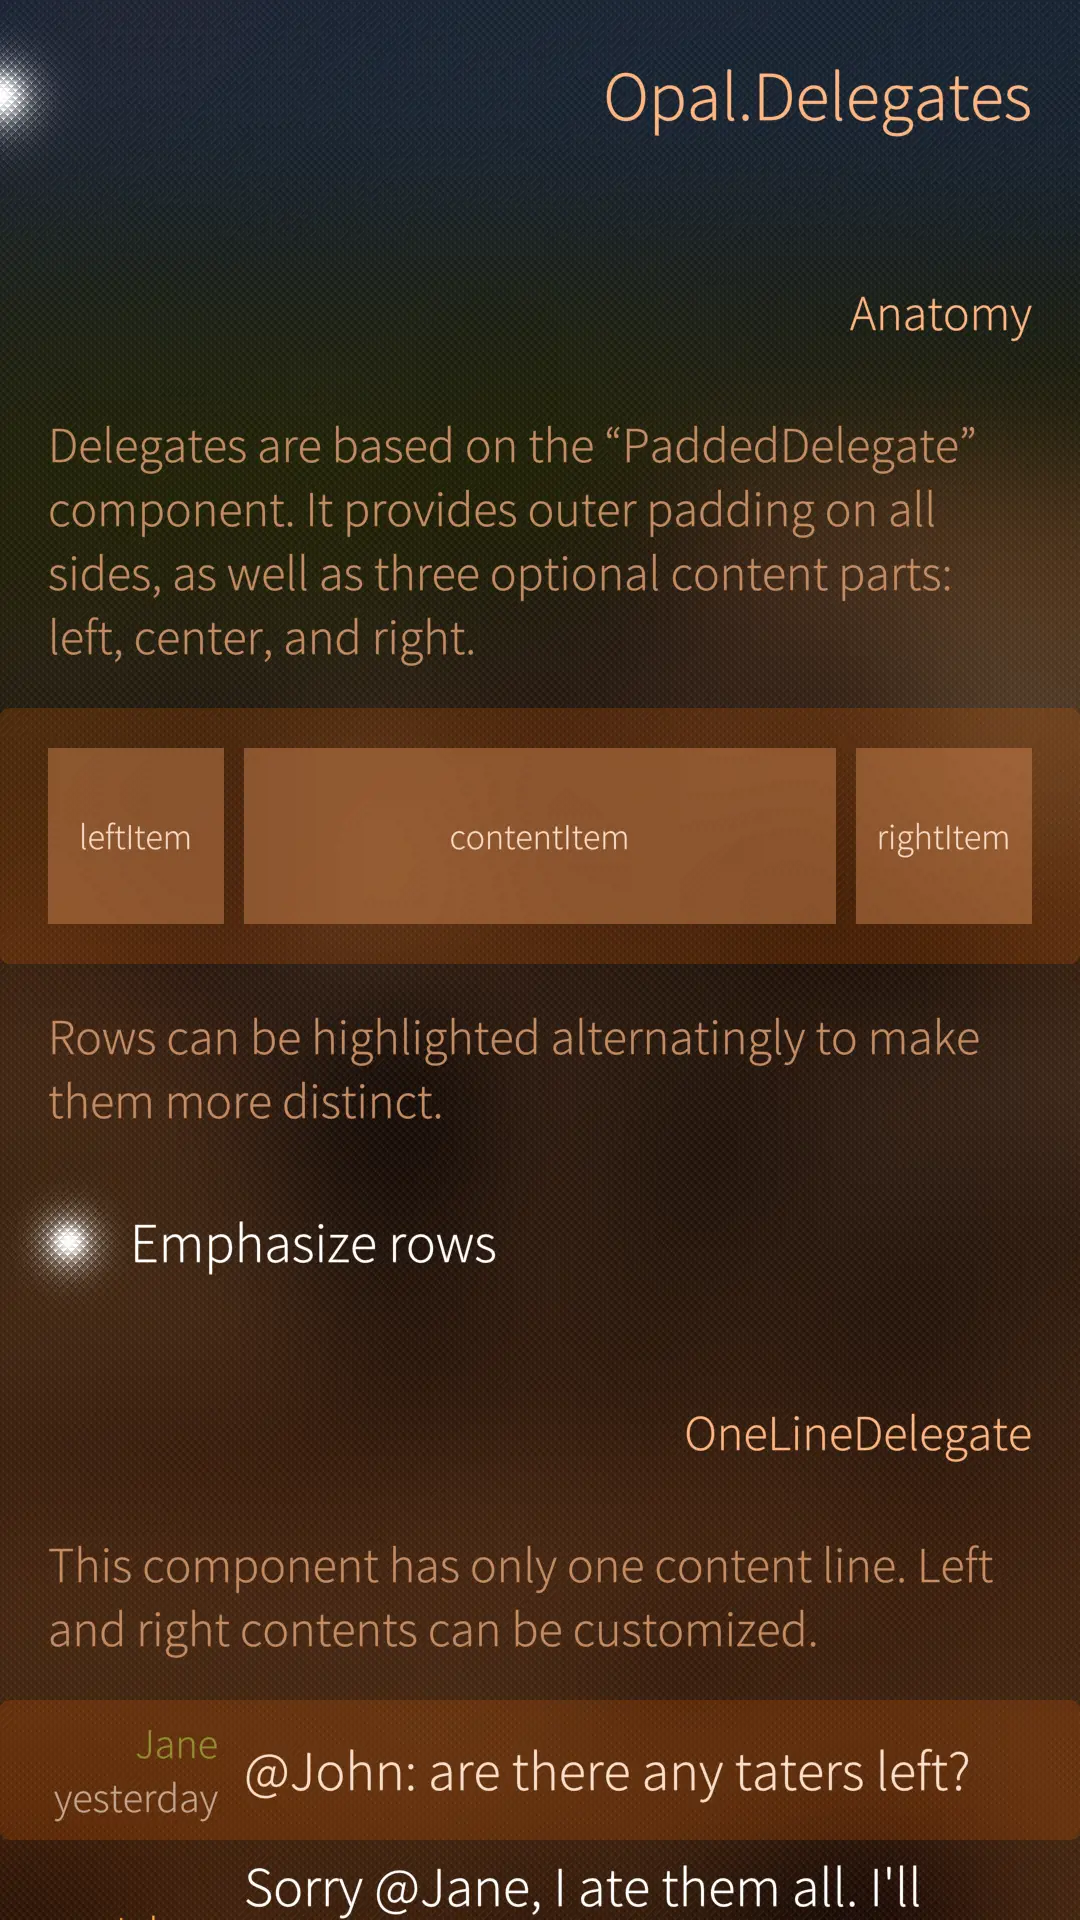 Opal.Delegates
Anatomy
Delegates are based on the “PaddedDelegate”
component. It provides outer padding on all
sides, as well as three optional content parts:
left, center, and right.
leftItem contentItem rightItem
Rows can be highlighted alternatingly to make
them more distinct.
Emphasize rows
OneLineDelegate
This component has only one content line. Left
and right contents can be customized.
Jane
yesterday
@John: are there any taters left?
Sorry @Jane, I ate them all. I'll